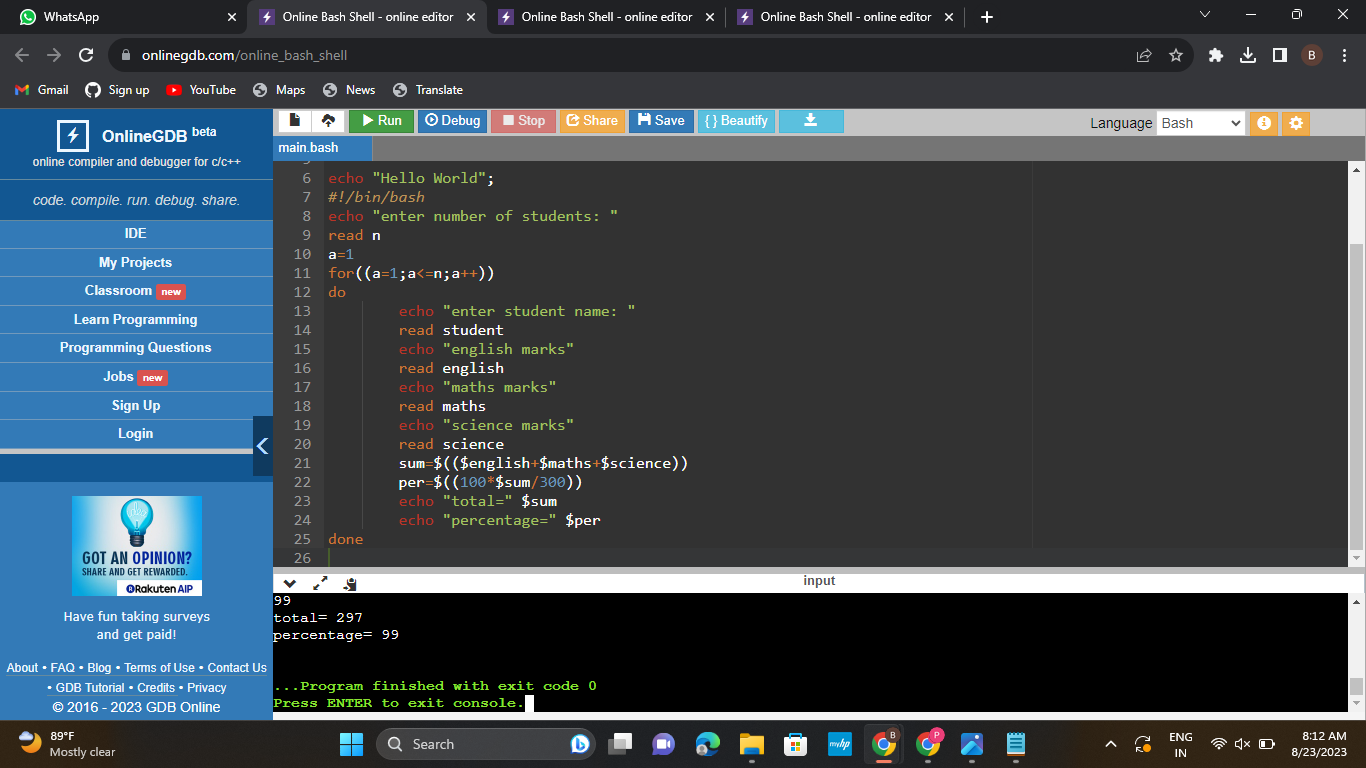 WhatsApp
Online Bash Shell - online editor
Online Bash Shell - online editor
Online Bash Shell - online editor
onlinegdb.com/online_bash_shell
B
Gmail
Sign up
YouTube
Maps
News
Translate
OnlineGDB beta
online compiler and debugger for c/c++
code. compile. run. debug. share.
IDE
My Projects
Classroom new
Learn Programming
Programming Questions
Jobs new
Sign Up
Login
GOT AN OPINION?
SHARE AND GET REWARDED.
Rakuten AIP
Have fun taking surveys
and get paid!
About • FAQ • Blog • Terms of Use • Contact Us
• GDB Tutorial • Credits • Privacy
© 2016 - 2023 GDB Online
Run
Debug
Stop
Share
Save
{ } Beautify
Language Bash
main.bash
5
6 echo "Hello World";
7 #!/bin/bash
8 echo "enter number of students: "
9 read n
10 a=1
11 for((a=1;a<=n;a++))
12 do
13 echo "enter student name: "
14 read student
15 echo "english marks"
16 read english
17 echo "maths marks"
18 read maths
19 echo "science marks"
20 read science
21 sum=$(($english+$maths+$science))
22 per=$((100*$sum/300))
23 echo "total=" $sum
24 echo "percentage=" $per
25 done
26
input
99
total= 297
percentage= 99
...Program finished with exit code 0
Press ENTER to exit console.
89°F
Mostly clear
Search
myhp
B
P
ENG
IN
8:12 AM
8/23/2023